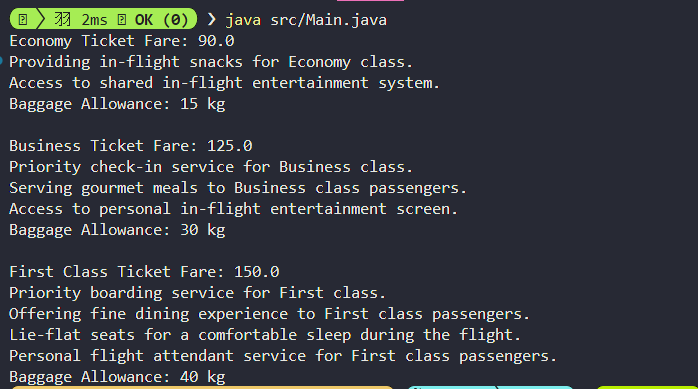 2ms OK (0) ❯ java src/Main.java
Economy Ticket Fare: 90.0
Providing in-flight snacks for Economy class.
Access to shared in-flight entertainment system.
Baggage Allowance: 15 kg
Business Ticket Fare: 125.0
Priority check-in service for Business class.
Serving gourmet meals to Business class passengers.
Access to personal in-flight entertainment screen.
Baggage Allowance: 30 kg
First Class Ticket Fare: 150.0
Priority boarding service for First class.
Offering fine dining experience to First class passengers.
Lie-flat seats for a comfortable sleep during the flight.
Personal flight attendant service for First class passengers.
Baggage Allowance: 40 kg